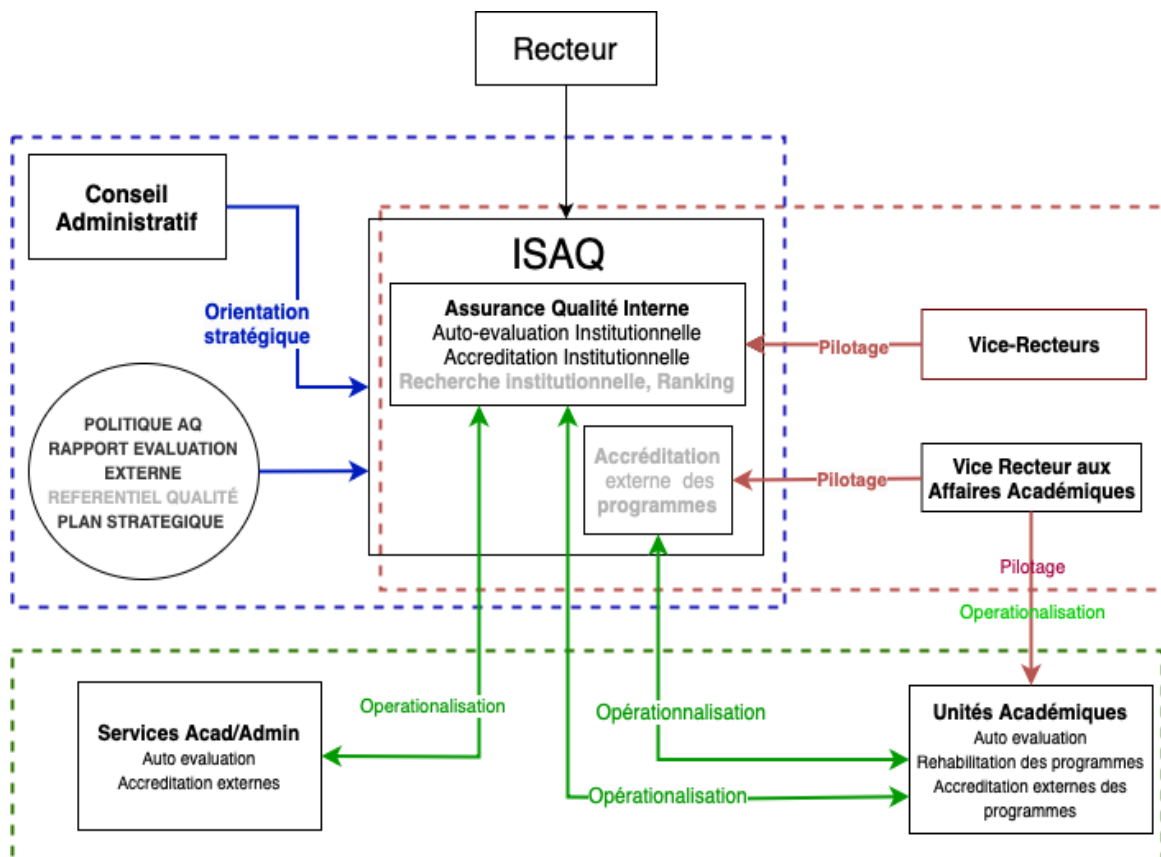 Recteur
Conseil
Administratif
ISAQ
Assurance Qualité Interne
Auto-evaluation Institutionnelle
Accreditation Institutionnelle
Recherche institutionnelle, Ranking
Orientation
stratégique
Pilotage
Vice-Recteurs
POLITIQUE AQ
RAPPORT EVALUATION
EXTERNE
REFERENTIEL QUALITÉ
PLAN STRATEGIQUE
Accréditation
externe des
programmes
Pilotage
Vice Recteur aux
Affaires Académiques
Pilotage
Operationalisation
Services Acad/Admin
Auto evaluation
Accreditation externes
Operationalisation
Opérationnalisation
Opérationalisation
Unités Académiques
Auto evaluation
Rehabilitation des programmes
Accreditation externes des
programmes